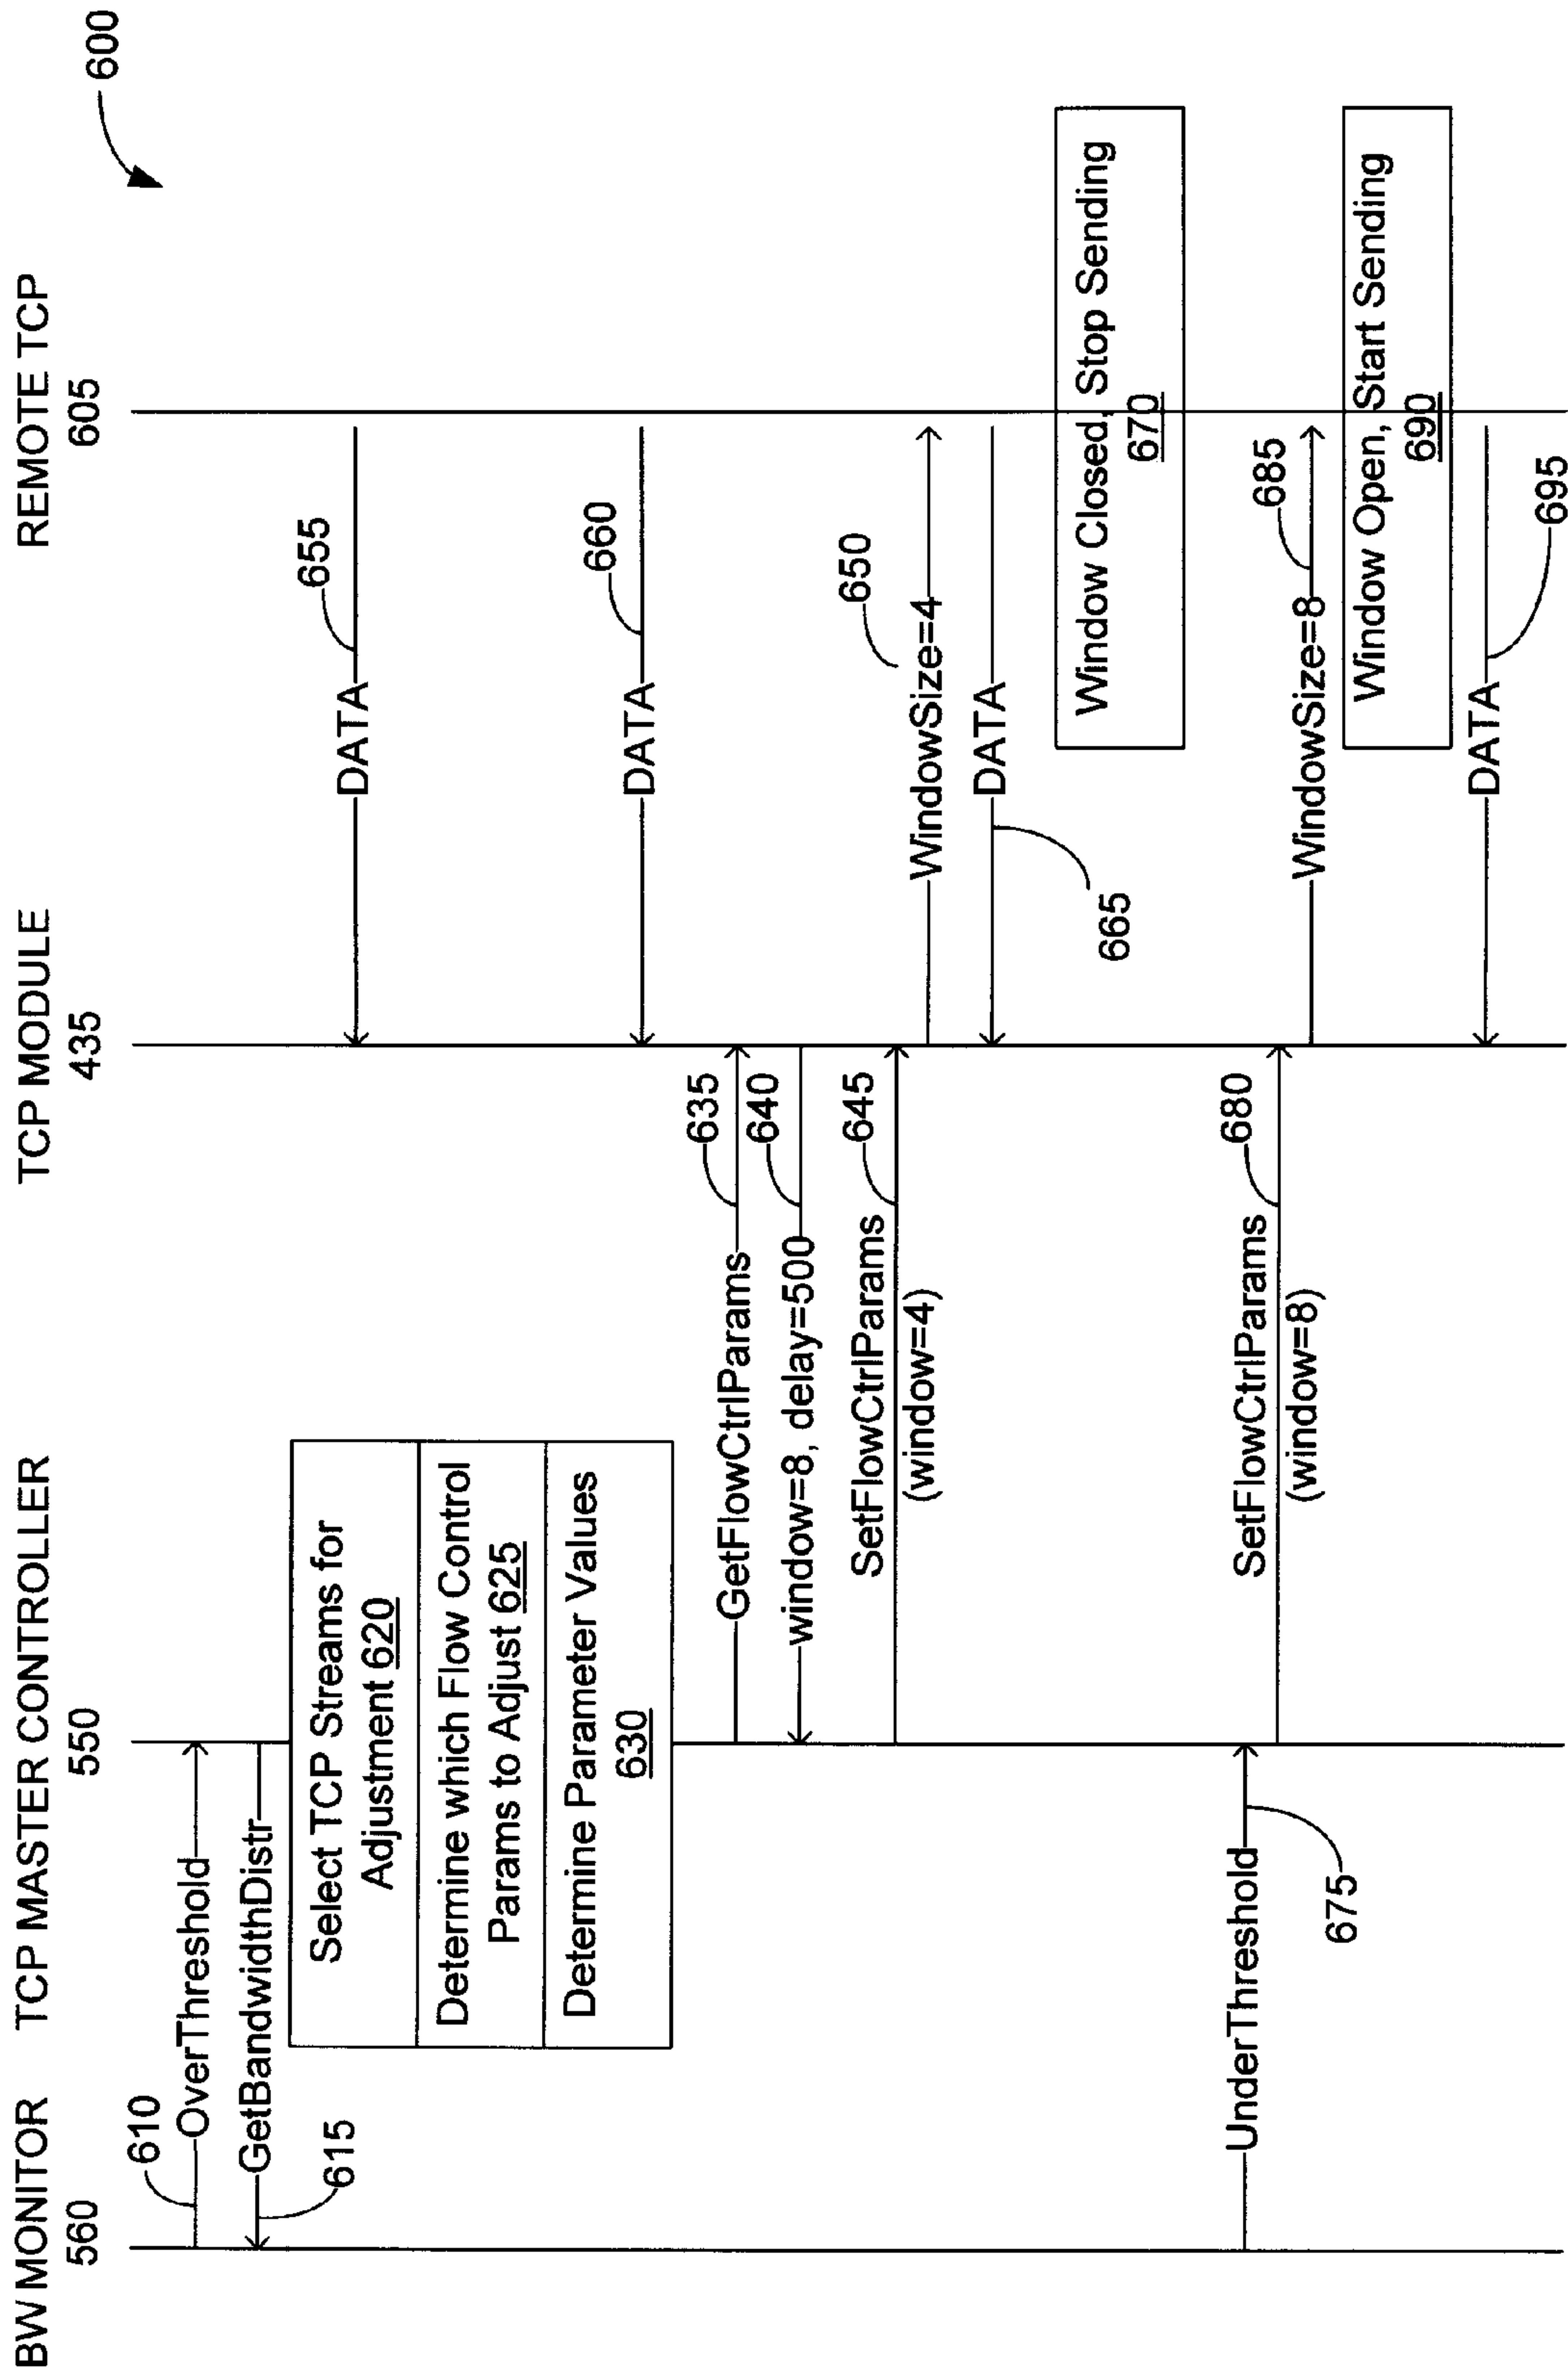 600
BW MONITOR
560
TCP MASTER CONTROLLER
550
TCP MODULE
435
REMOTE TCP
605
610
OverThreshold
GetBandwidthDistr
615
Select TCP Streams for
Adjustment 620
Determine which Flow Control
Params to Adjust 625
Determine Parameter Values
630
655
DATA
660
DATA
GetFlowCtrlParams
635
window=8, delay=500
640
SetFlowCtrlParams
(window=4)
645
650
WindowSize=4
DATA
665
Window Closed, Stop Sending
670
UnderThreshold
675
SetFlowCtrlParams
(window=8)
680
WindowSize=8
685
Window Open, Start Sending
690
DATA
695